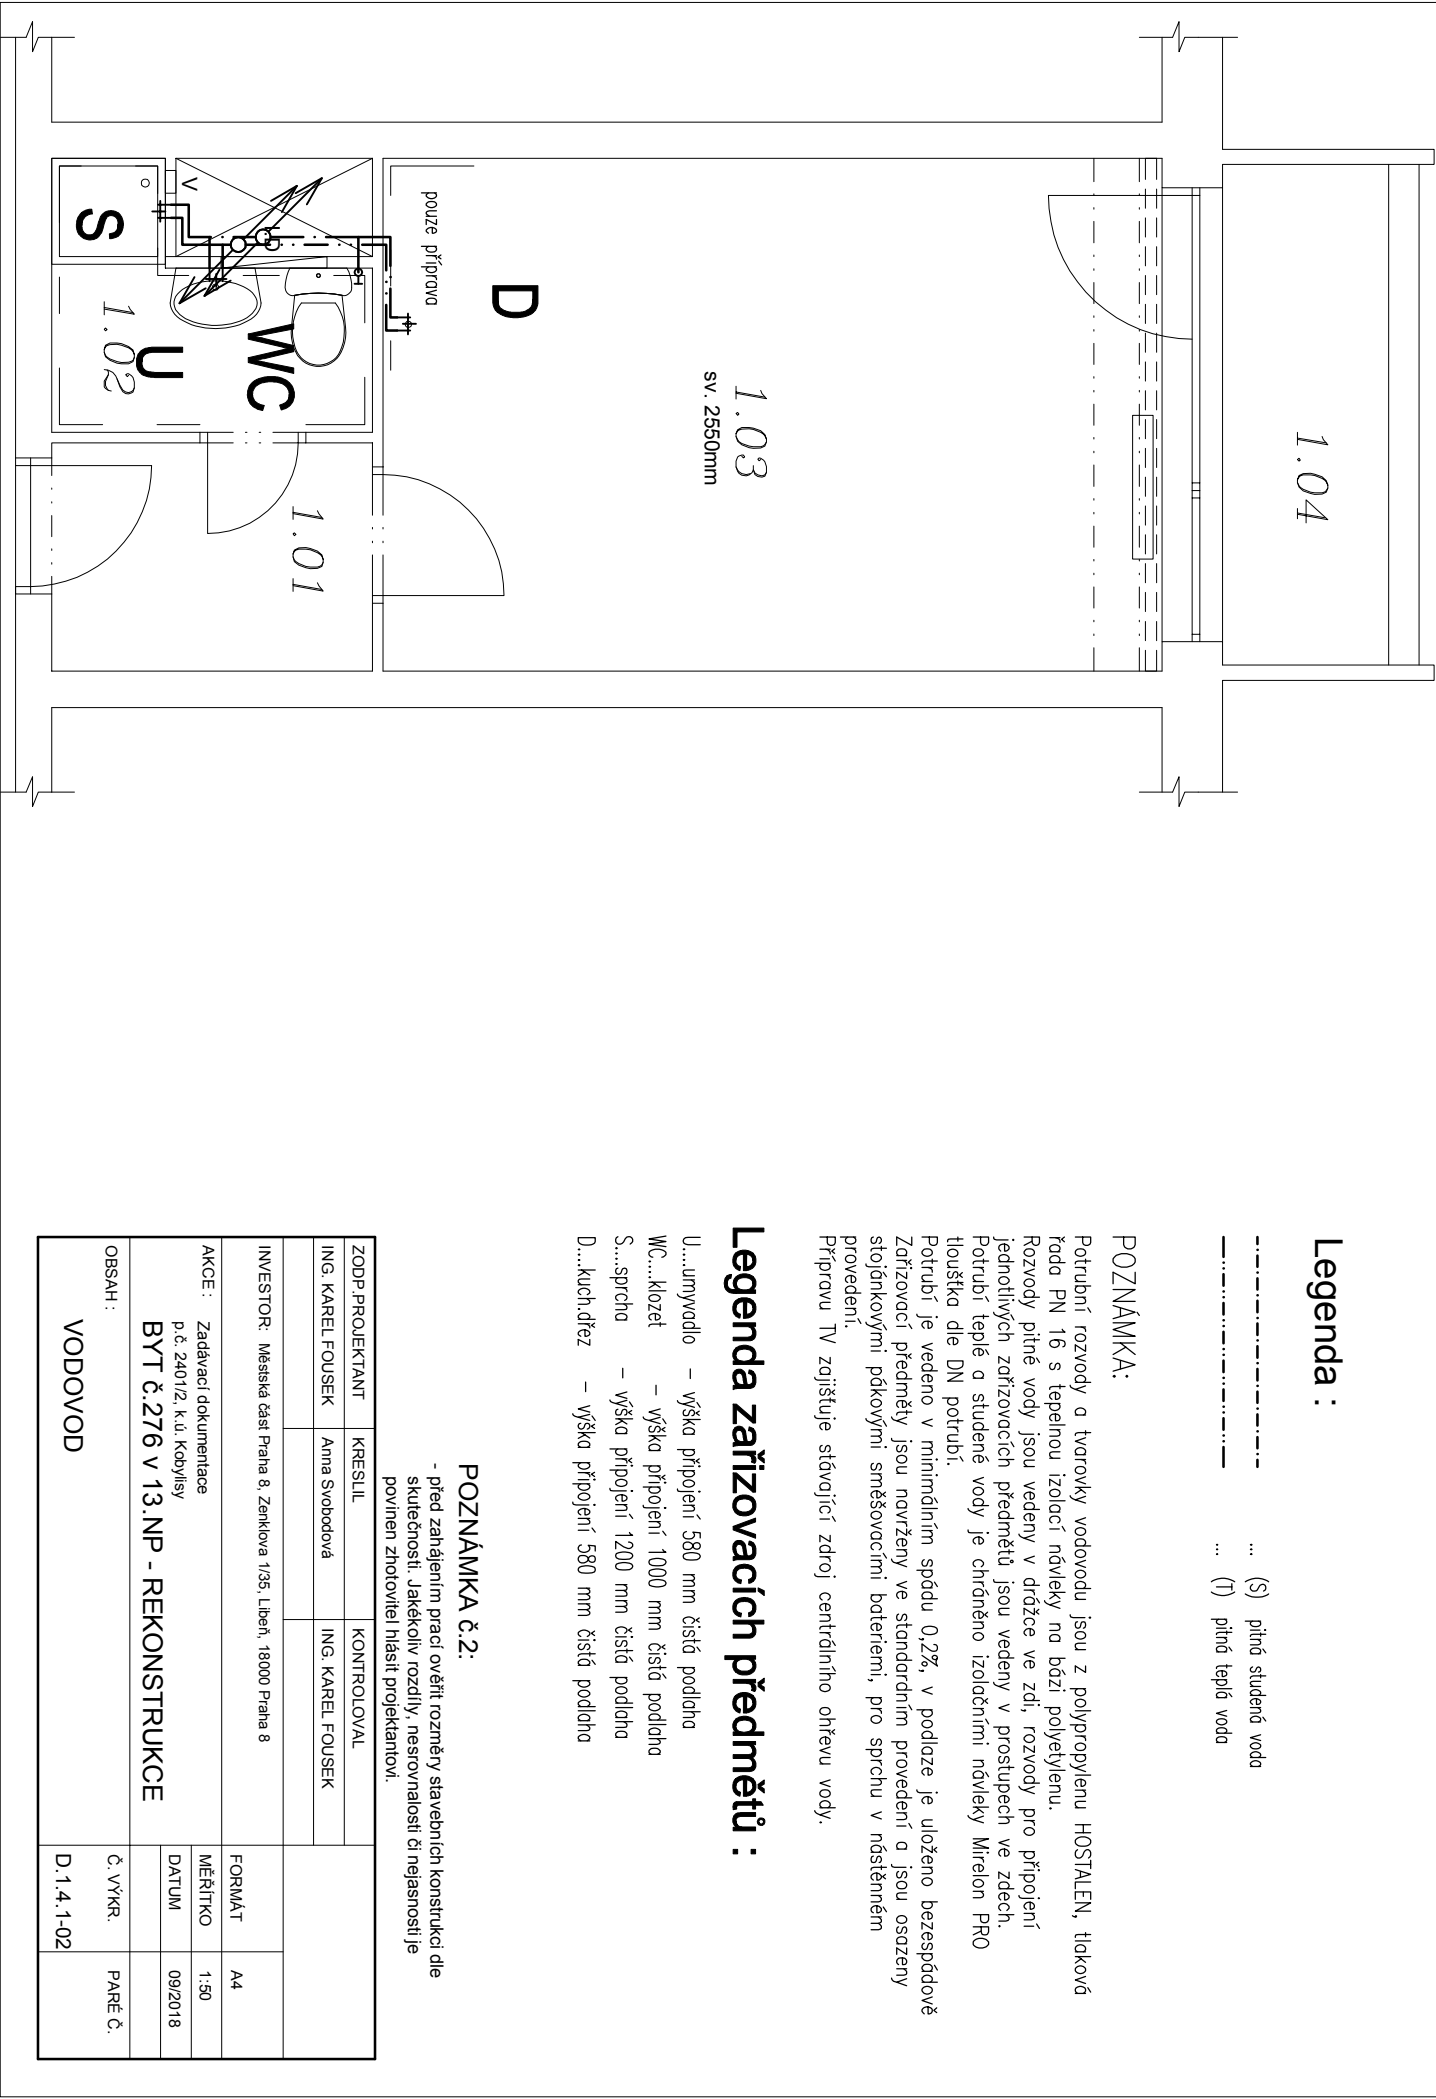 1.04
1.03
sv. 2550mm
D
pouze příprava
1.01
WC
U
1.02
S
V
Legenda :
... (S) pitná studená voda
... (T) pitná teplá voda
POZNÁMKA:
Potrubní rozvody a tvarovky vodovodu jsou z polypropylenu HOSTALEN, tlaková
řada PN 16 s tepelnou izolací návleky na bázi polyetylenu.
Rozvody pitné vody jsou vedeny v drážce ve zdi, rozvody pro připojení
jednotlivých zařizovacích předmětů jsou vedeny v prostupech ve zdech.
Potrubí teplé a studené vody je chráněno izolačními návleky Mirelon PRO
tloušťka dle DN potrubí.
Potrubí je vedeno v minimálním spádu 0,2%, v podlaze je uloženo bezespádově
Zařizovací předměty jsou navrženy ve standardním provedení a jsou osazeny
stojánkovými pákovými směšovacími bateriemi, pro sprchu v nástěnném
provedení.
Přípravu TV zajišťuje stávající zdroj centrálního ohřevu vody.
Legenda zařizovacích předmětů :
U....umyvadlo – výška připojení 580 mm čistá podlaha
WC....klozet – výška připojení 1000 mm čistá podlaha
S....sprcha – výška připojení 1200 mm čistá podlaha
D....kuch.dřez – výška připojení 580 mm čistá podlaha
POZNÁMKA č.2:
- před zahájením prací ověřit rozměry stavebních konstrukcí dle
skutečnosti. Jakékoliv rozdíly, nesrovnalosti či nejasnosti je
povinen zhotovitel hlásit projektantovi.
ZODP.PROJEKTANT KRESLIL KONTROLOVAL
ING. KAREL FOUSEK Anna Svobodová ING. KAREL FOUSEK
INVESTOR: Městská část Praha 8, Zenklova 1/35, Libeň, 18000 Praha 8
AKCE : Zadávací dokumentace
p.č. 2401/2, k.ú. Kobylisy
BYT č.276 v 13.NP - REKONSTRUKCE
FORMÁT A4
MĚŘÍTKO 1:50
DATUM 09/2018
OBSAH :
VODOVOD
Č. VÝKR. PARÉ Č.
D.1.4.1-02